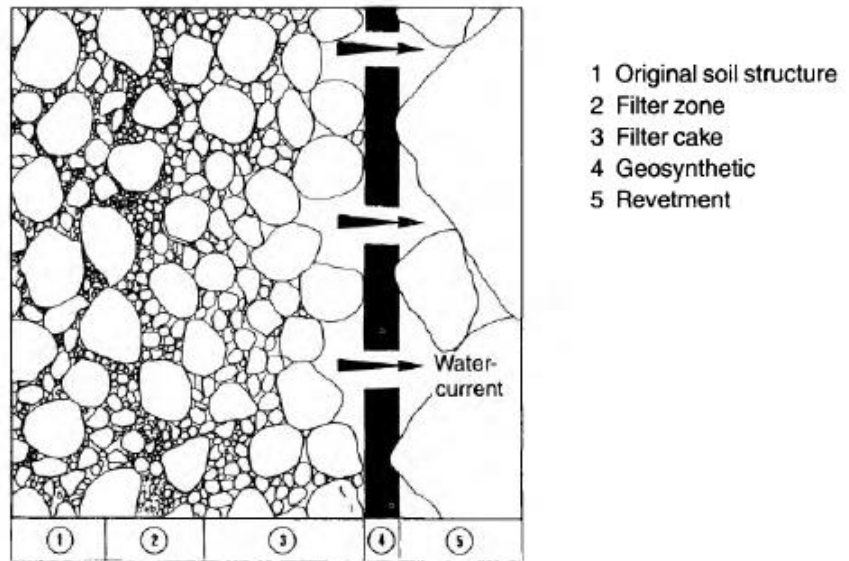 1 Original soil structure
2 Filter zone
3 Filter cake
4 Geosynthetic
5 Revetment
Water-
current
1 2 3 4 5